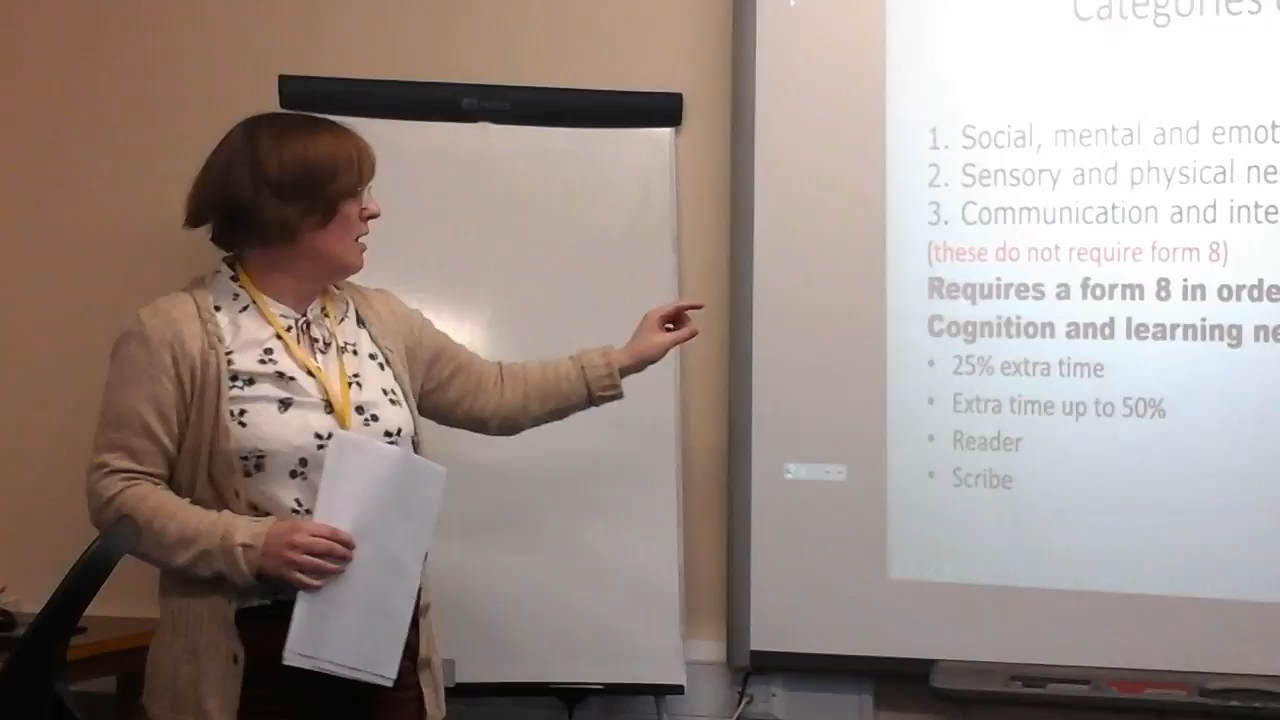 Categories
1. Social, mental and emot
2. Sensory and physical ne
3. Communication and inte
(these do not require form 8)
Requires a form 8 in orde
Cognition and learning ne
• 25% extra time
• Extra time up to 50%
• Reader
• Scribe